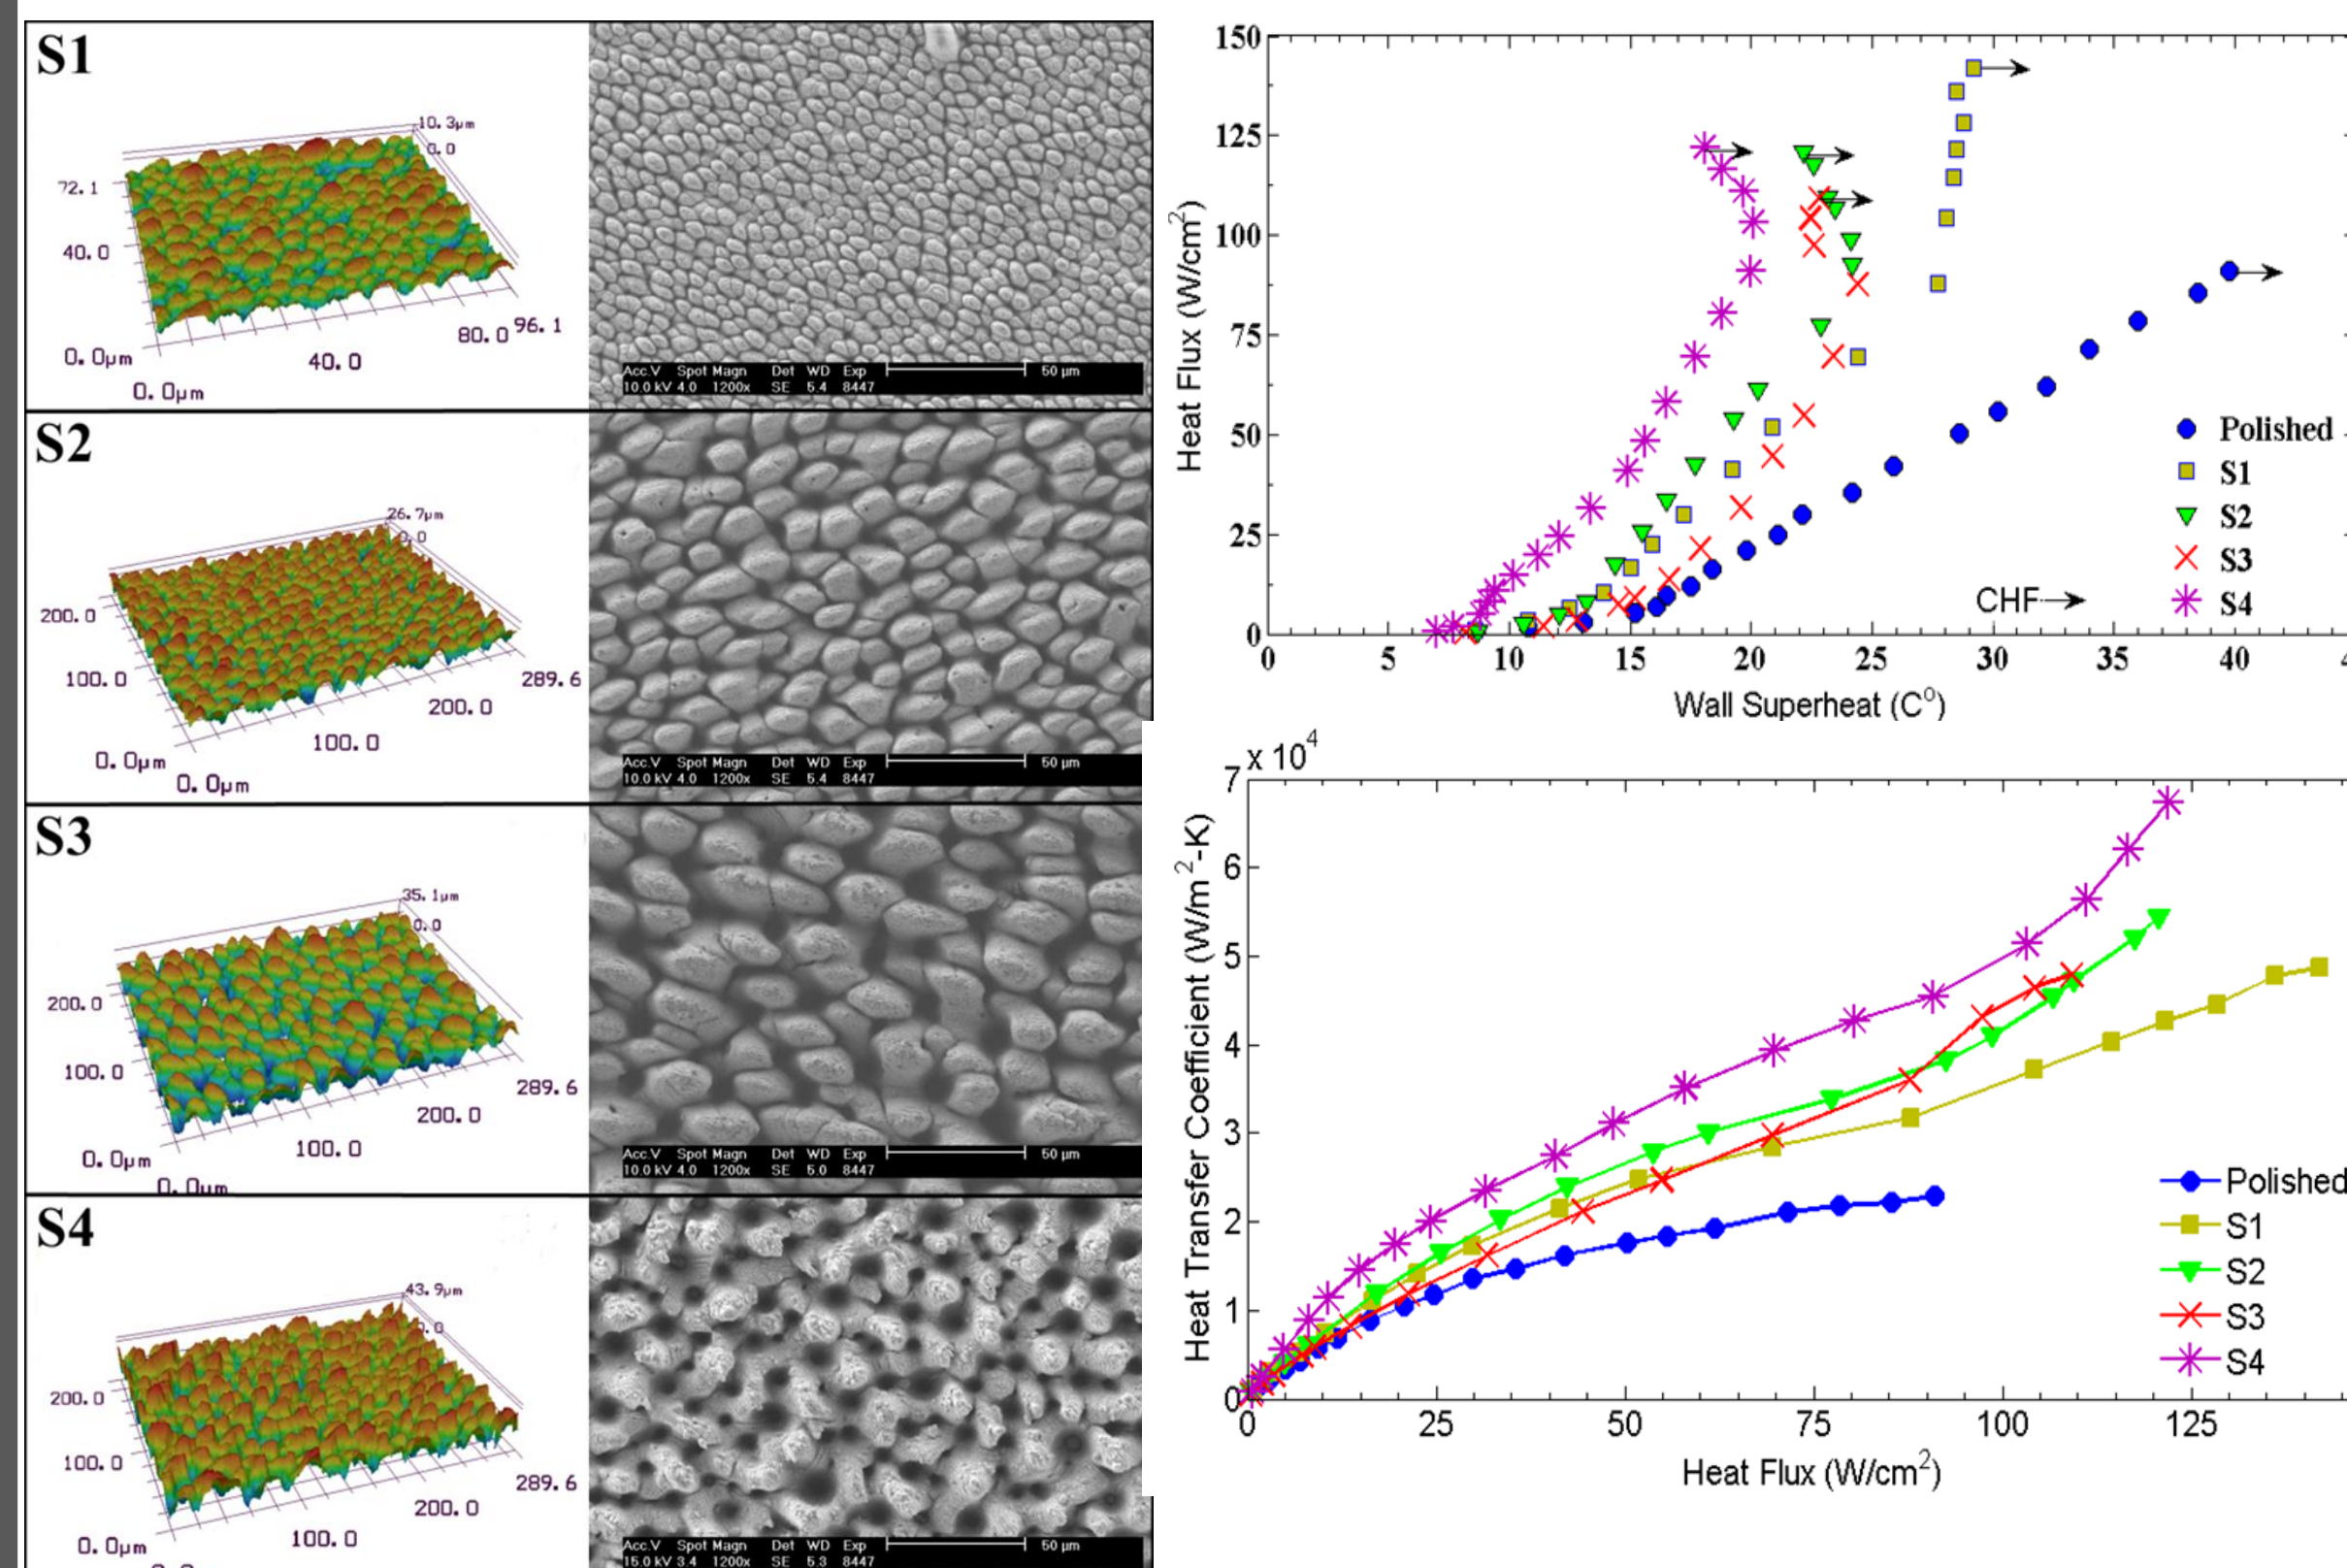 S1
10.3μm
0.0
72.1
40.0
0.0μm
0.0μm
40.0
80.0 96.1
Acc.V Spot Magn Det WD Exp 50 μm
10.0 kV 4.0 1200x SE 5.4 8447
S2
26.7μm
0.0
200.0
100.0
0.0μm
0.0μm
100.0
200.0
289.6
Acc.V Spot Magn Det WD Exp 50 μm
10.0 kV 4.0 1200x SE 5.4 8447
S3
35.1μm
0.0
200.0
100.0
0.0μm
0.0μm
100.0
200.0
289.6
Acc.V Spot Magn Det WD Exp 50 μm
10.0 kV 4.0 1200x SE 5.0 8447
S4
43.9μm
200.0
100.0
0.0μm
100.0
200.0
289.6
Acc.V Spot Magn Det WD Exp 50 μm
15.0 kV 3.4 1200x SE 5.3 8447
Heat Flux (W/cm²)
150
125
100
75
50
25
0
0 5 10 15 20 25 30 35 40
Wall Superheat (C⁰)
Polished
S1
S2
S3
S4
CHF
x 10⁴
Heat Transfer Coefficient (W/m²-K)
7
6
5
4
3
2
1
0
0 25 50 75 100 125
Heat Flux (W/cm²)
Polished
S1
S2
S3
S4